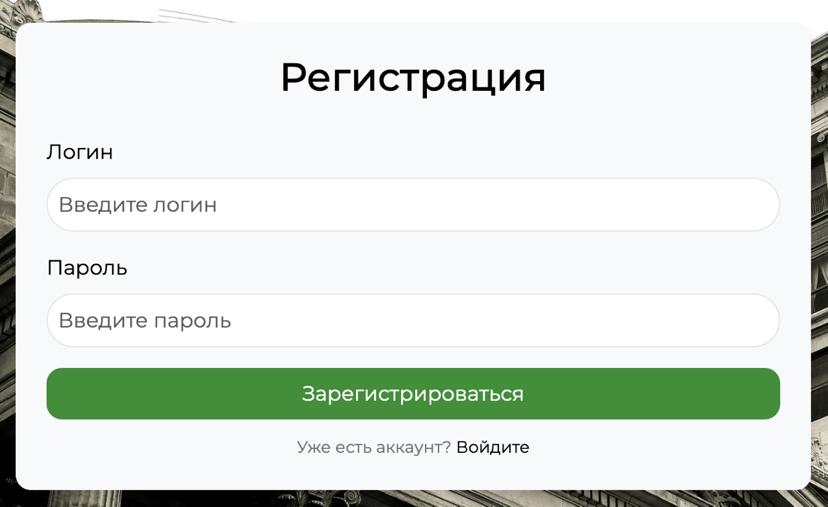 Регистрация
Логин
Введите логин
Пароль
Введите пароль
Зарегистрироваться
Уже есть аккаунт? Войдите